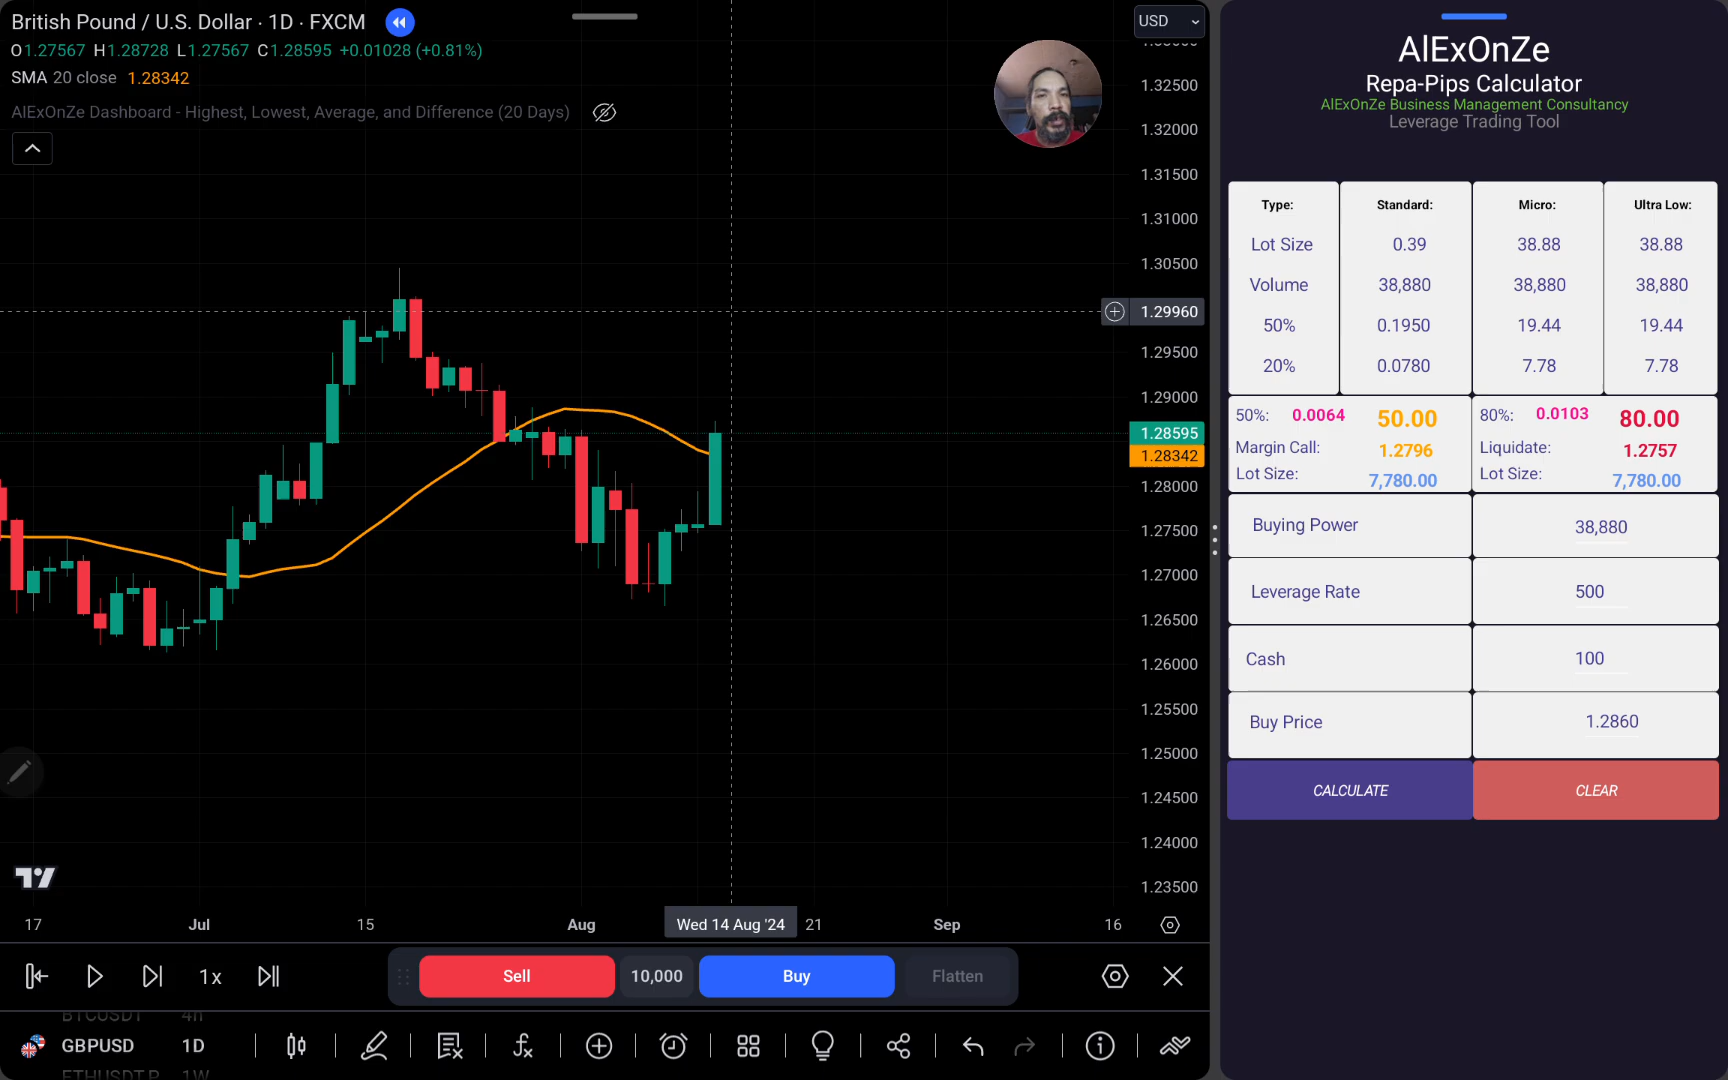 British Pound / U.S. Dollar · 1D · FXCM
O1.27567 H1.28728 L1.27567 C1.28595 +0.01028 (+0.81%)
SMA 20 close 1.28342
AlExOnZe Dashboard - Highest, Lowest, Average, and Difference (20 Days)
USD
1.32500
1.32000
1.31500
1.31000
1.30500
1.29960
1.29500
1.29000
1.28595
1.28342
1.28000
1.27500
1.27000
1.26500
1.26000
1.25500
1.25000
1.24500
1.24000
1.23500
17 Jul 15 Aug Wed 14 Aug '24 21 Sep 16
1x
Sell 10,000 Buy Flatten
BTCUSDT 4h
GBPUSD 1D
ETHUSDT.P 1W
AlExOnZe
Repa-Pips Calculator
AlExOnZe Business Management Consultancy
Leverage Trading Tool
Type: Standard: Micro: Ultra Low:
Lot Size 0.39 38.88 38.88
Volume 38,880 38,880 38,880
50% 0.1950 19.44 19.44
20% 0.0780 7.78 7.78
50%: 0.0064 50.00 80%: 0.0103 80.00
Margin Call: 1.2796 Liquidate: 1.2757
Lot Size: 7,780.00 Lot Size: 7,780.00
Buying Power 38,880
Leverage Rate 500
Cash 100
Buy Price 1.2860
CALCULATE CLEAR